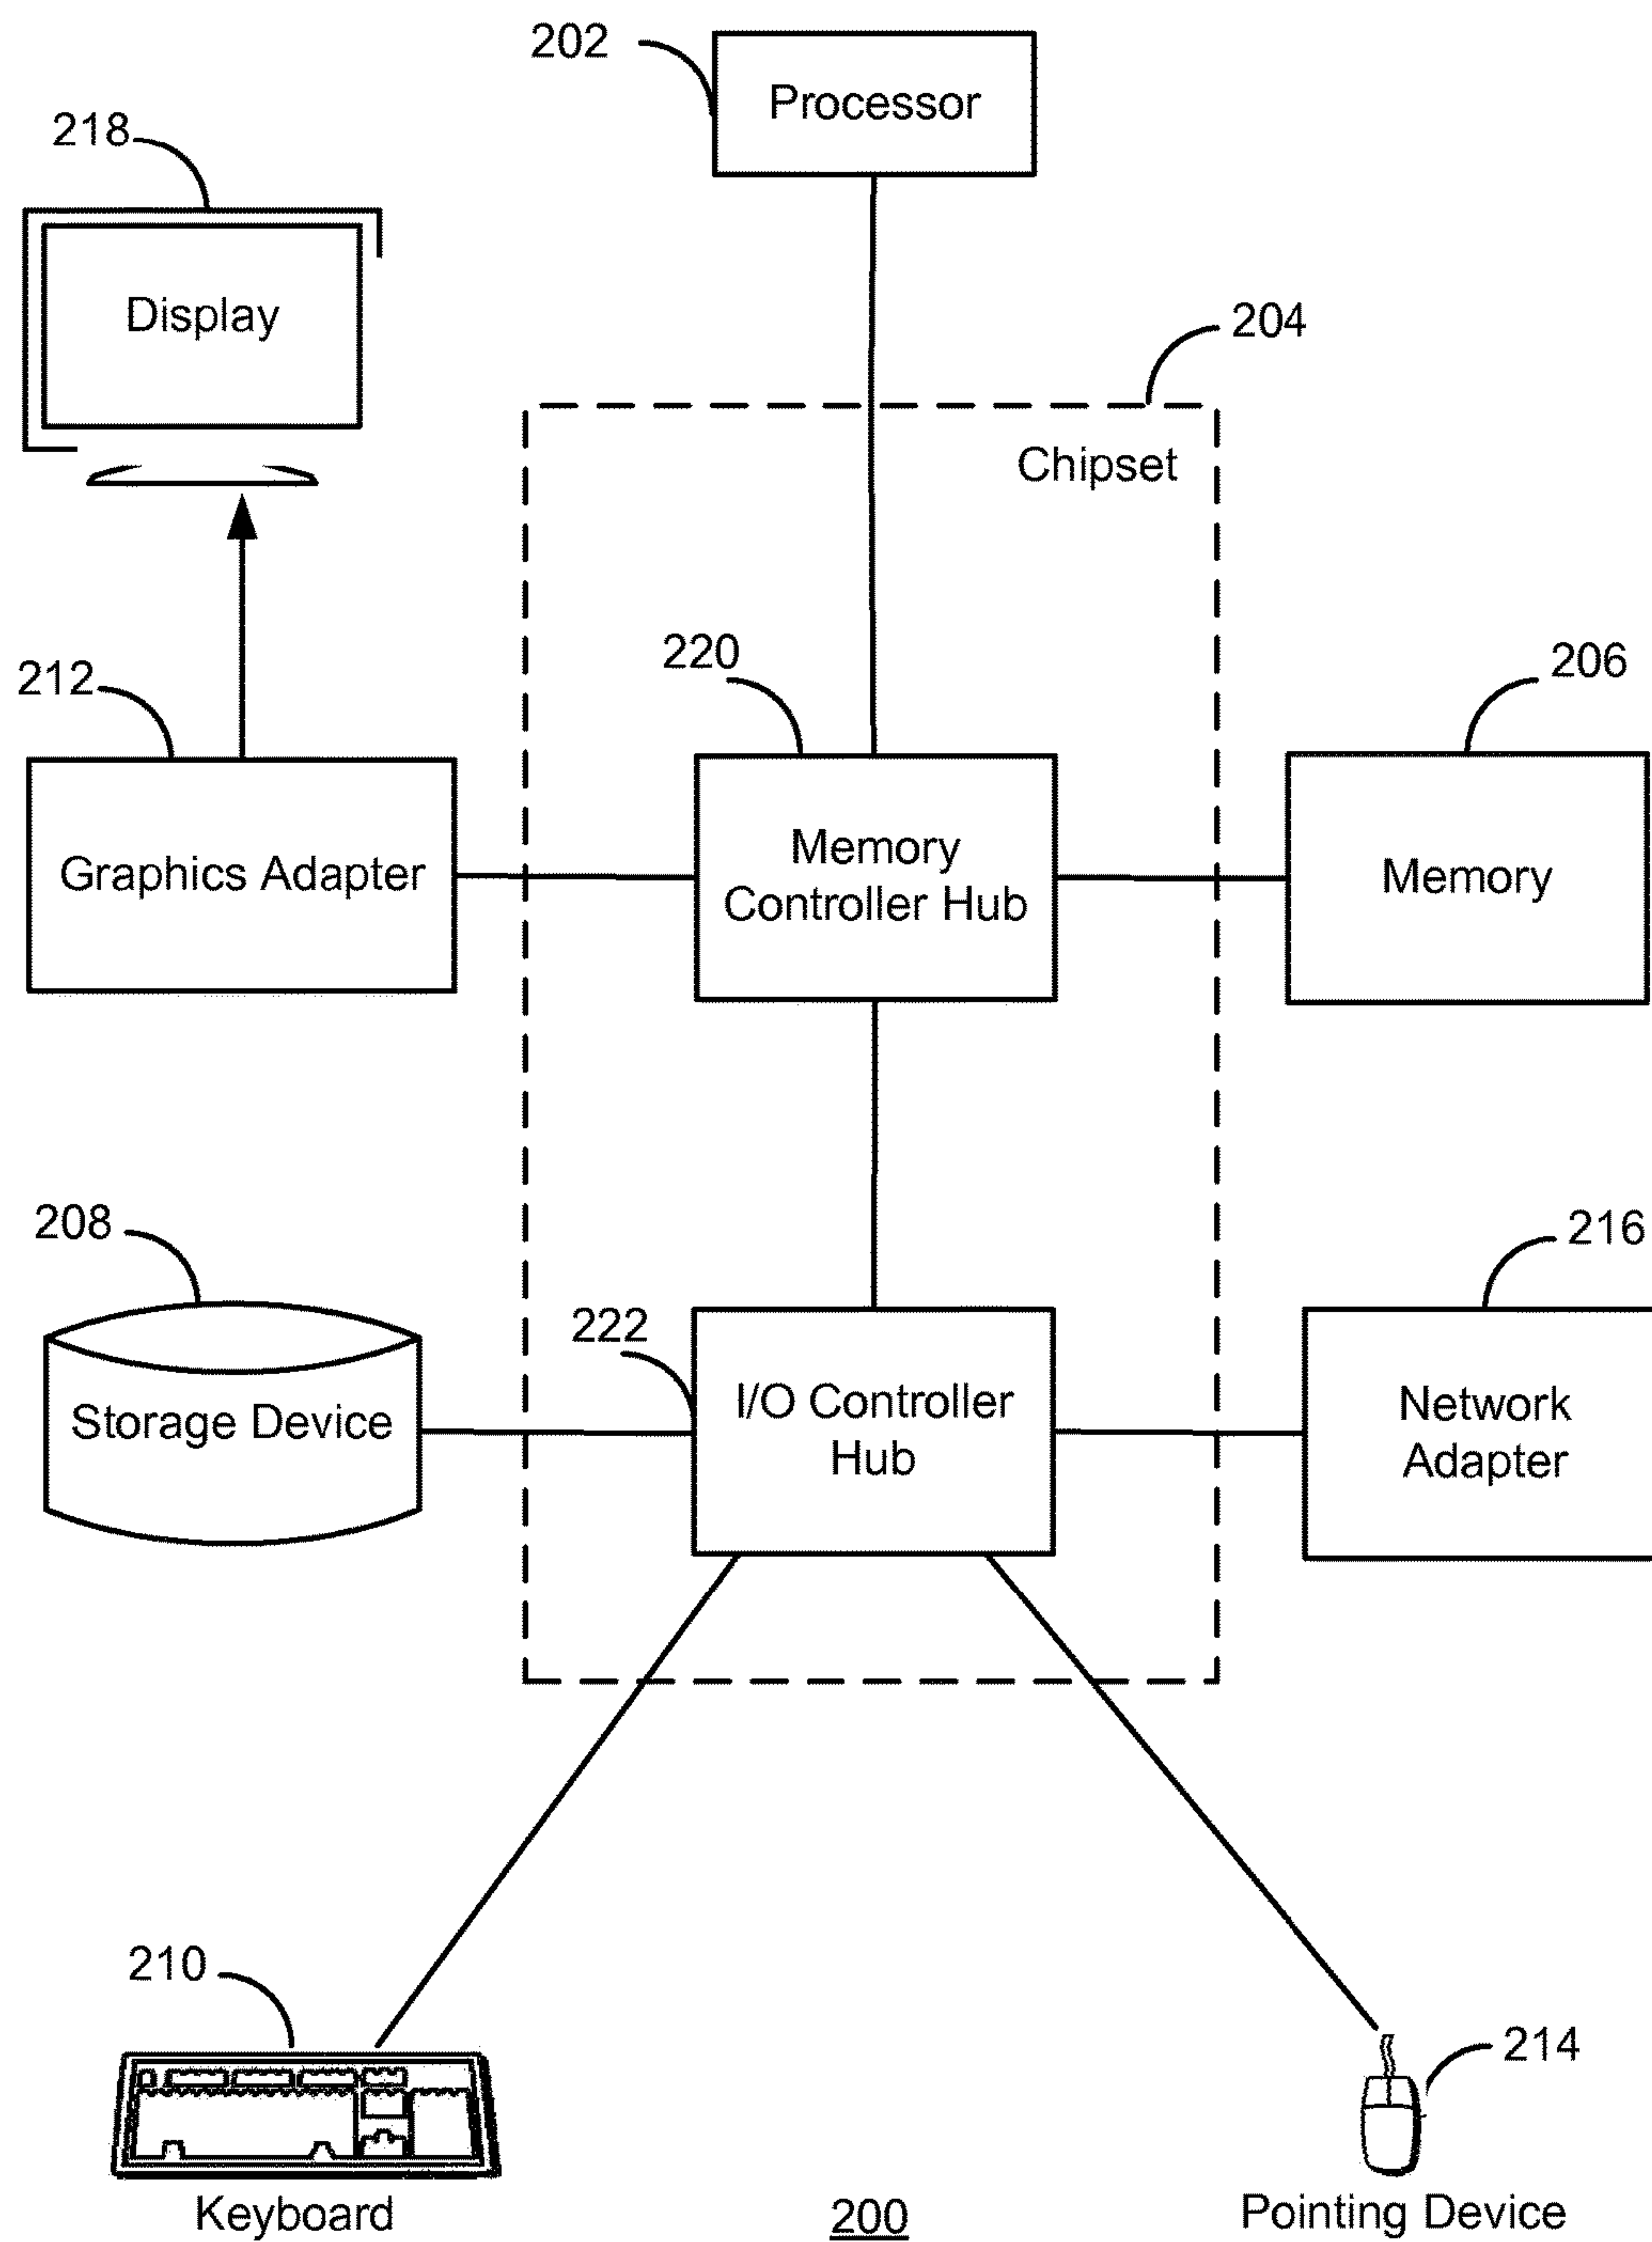 202
Processor
218
Display
204
Chipset
212
220
206
Graphics Adapter
Memory
Controller Hub
Memory
208
222
216
Storage Device
I/O Controller
Hub
Network
Adapter
210
214
Keyboard
200
Pointing Device